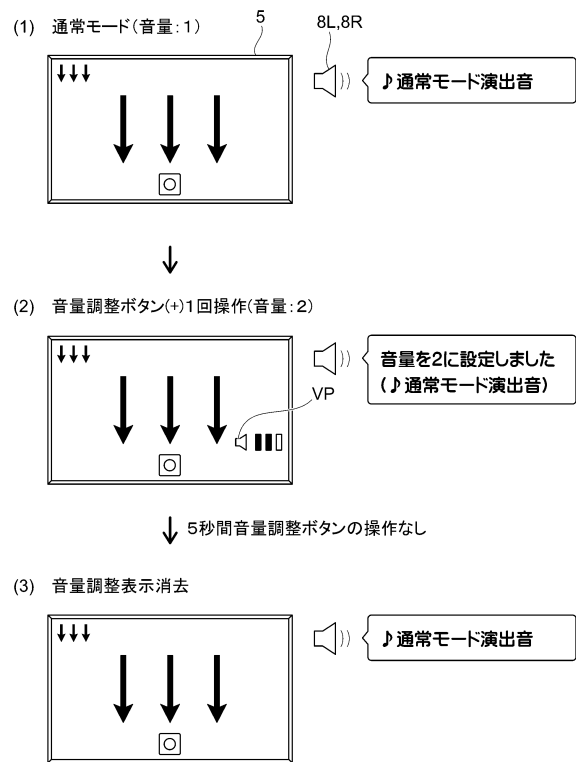 (1) 通常モード(音量:1)
5
8L,8R
♪通常モード演出音
(2) 音量調整ボタン(+)1回操作(音量:2)
音量を2に設定しました
(♪通常モード演出音)
VP
5秒間音量調整ボタンの操作なし
(3) 音量調整表示消去
♪通常モード演出音